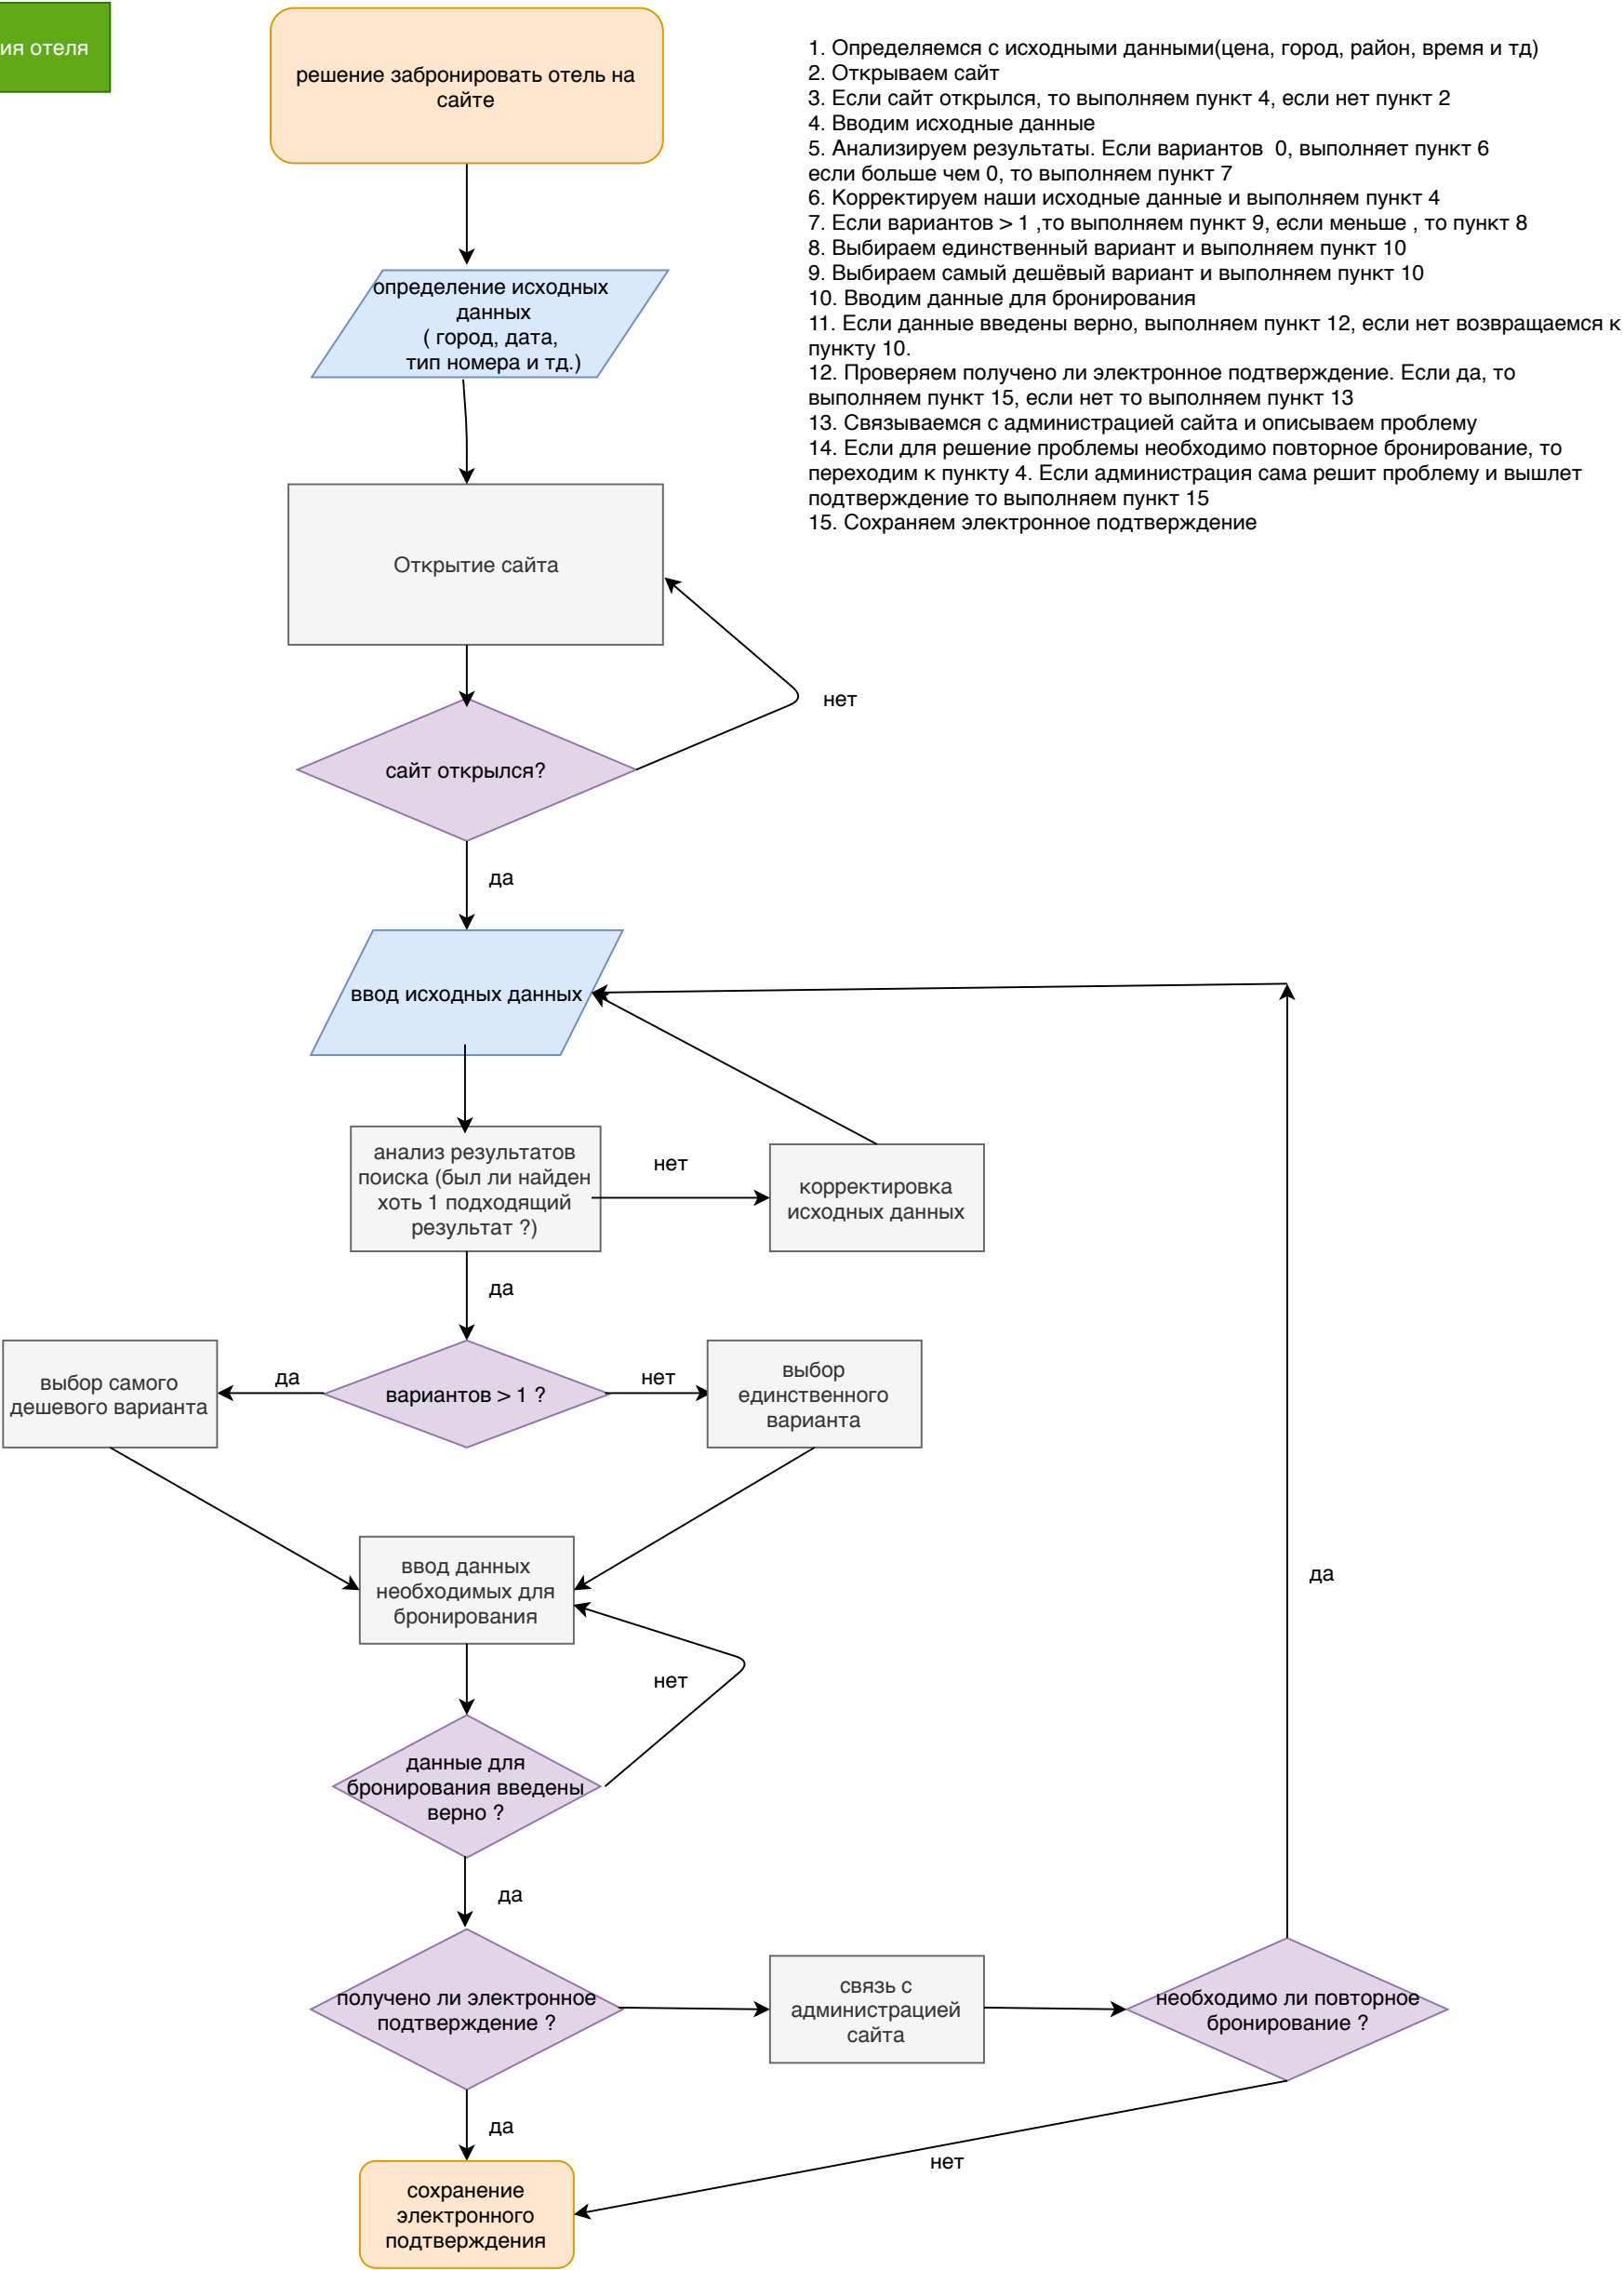 ия отеля
решение забронировать отель на
сайте
1. Определяемся с исходными данными(цена, город, район, время и тд)
2. Открываем сайт
3. Если сайт открылся, то выполняем пункт 4, если нет пункт 2
4. Вводим исходные данные
5. Анализируем результаты. Если вариантов  0, выполняет пункт 6
если больше чем 0, то выполняем пункт 7
6. Корректируем наши исходные данные и выполняем пункт 4
7. Если вариантов > 1 ,то выполняем пункт 9, если меньше , то пункт 8
8. Выбираем единственный вариант и выполняем пункт 10
9. Выбираем самый дешёвый вариант и выполняем пункт 10
10. Вводим данные для бронирования
11. Если данные введены верно, выполняем пункт 12, если нет возвращаемся к
пункту 10.
12. Проверяем получено ли электронное подтверждение. Если да, то
выполняем пункт 15, если нет то выполняем пункт 13
13. Связываемся с администрацией сайта и описываем проблему
14. Если для решение проблемы необходимо повторное бронирование, то
переходим к пункту 4. Если администрация сама решит проблему и вышлет
подтверждение то выполняем пункт 15
15. Сохраняем электронное подтверждение
определение исходных
данных
( город, дата,
тип номера и тд.)
Открытие сайта
нет
сайт открылся?
да
ввод исходных данных
анализ результатов
поиска (был ли найден
хоть 1 подходящий
результат ?)
нет
корректировка
исходных данных
да
выбор самого
дешевого варианта
да
вариантов > 1 ?
нет
выбор
единственного
варианта
ввод данных
необходимых для
бронирования
да
нет
данные для
бронирования введены
верно ?
да
получено ли электронное
подтверждение ?
связь с
администрацией
сайта
необходимо ли повторное
бронирование ?
да
нет
сохранение
электронного
подтверждения